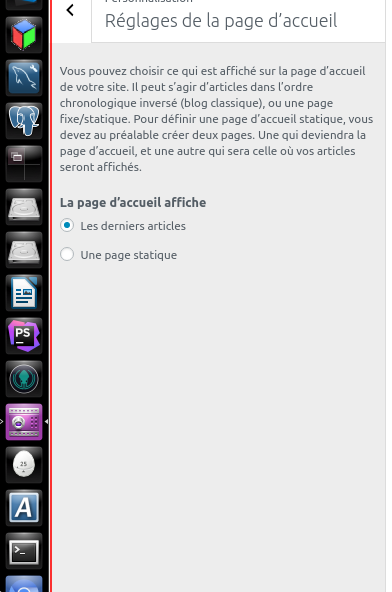 Personnalisation
Réglages de la page d’accueil
Vous pouvez choisir ce qui est affiché sur la page d’accueil
de votre site. Il peut s’agir d’articles dans l’ordre
chronologique inversé (blog classique), ou une page
fixe/statique. Pour définir une page d’accueil statique, vous
devez au préalable créer deux pages. Une qui deviendra la
page d’accueil, et une autre qui sera celle où vos articles
seront affichés.
La page d’accueil affiche
Les derniers articles
Une page statique
PS
25
A
>_